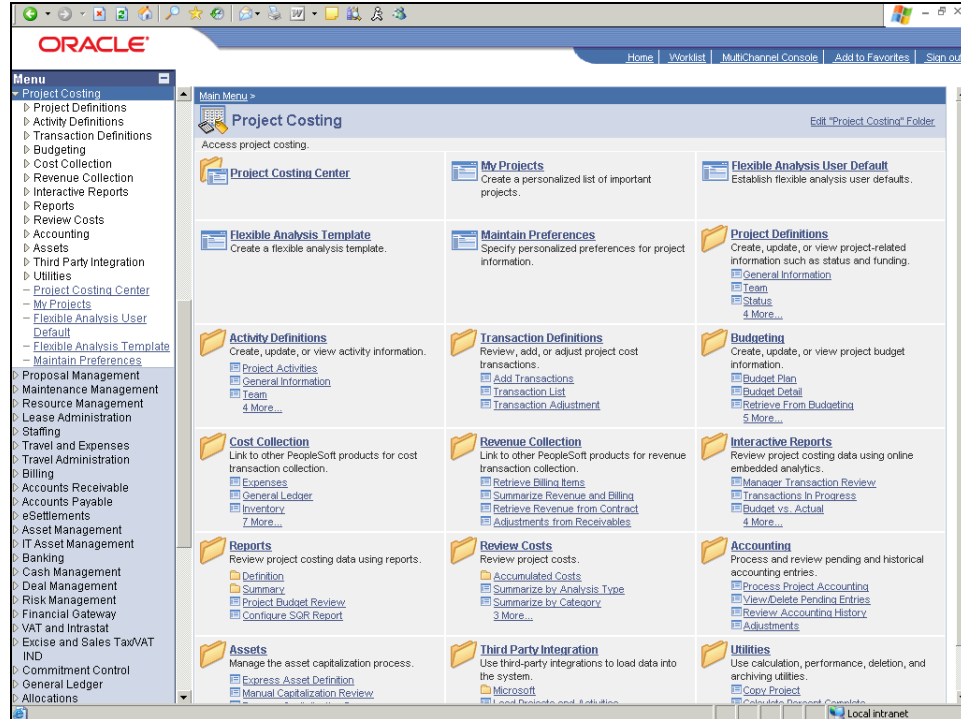 ORACLE
Home | Worklist | MultiChannel Console | Add to Favorites | Sign out
Menu
Project Costing
Project Definitions
Activity Definitions
Transaction Definitions
Budgeting
Cost Collection
Revenue Collection
Interactive Reports
Reports
Review Costs
Accounting
Assets
Third Party Integration
Utilities
– Project Costing Center
– My Projects
– Flexible Analysis User
Default
– Flexible Analysis Template
– Maintain Preferences
Proposal Management
Maintenance Management
Resource Management
Lease Administration
Staffing
Travel and Expenses
Travel Administration
Billing
Accounts Receivable
Accounts Payable
eSettlements
Asset Management
IT Asset Management
Banking
Cash Management
Deal Management
Risk Management
Financial Gateway
VAT and Intrastat
Excise and Sales Tax/VAT
IND
Commitment Control
General Ledger
Allocations
Main Menu >
Project Costing
Edit "Project Costing" Folder
Access project costing.
Project Costing Center
My Projects
Create a personalized list of important
projects.
Flexible Analysis User Default
Establish flexible analysis user defaults.
Flexible Analysis Template
Create a flexible analysis template.
Maintain Preferences
Specify personalized preferences for project
information.
Project Definitions
Create, update, or view project-related
information such as status and funding.
General Information
Team
Status
4 More...
Activity Definitions
Create, update, or view activity information.
Project Activities
General Information
Team
4 More...
Transaction Definitions
Review, add, or adjust project cost
transactions.
Add Transactions
Transaction List
Transaction Adjustment
Budgeting
Create, update, or view project budget
information.
Budget Plan
Budget Detail
Retrieve From Budgeting
5 More...
Cost Collection
Link to other PeopleSoft products for cost
transaction collection.
Expenses
General Ledger
Inventory
7 More...
Revenue Collection
Link to other PeopleSoft products for revenue
transaction collection.
Retrieve Billing Items
Summarize Revenue and Billing
Retrieve Revenue from Contract
Adjustments from Receivables
Interactive Reports
Review project costing data using online
embedded analytics.
Manager Transaction Review
Transactions In Progress
Budget vs. Actual
4 More...
Reports
Review project costing data using reports.
Definition
Summary
Project Budget Review
Configure SQR Report
Review Costs
Review project costs.
Accumulated Costs
Summarize by Analysis Type
Summarize by Category
3 More...
Accounting
Process and review pending and historical
accounting entries.
Process Project Accounting
View/Delete Pending Entries
Review Accounting History
Adjustments
Assets
Manage the asset capitalization process.
Express Asset Definition
Manual Capitalization Review
Third Party Integration
Use third-party integrations to load data into
the system.
Microsoft
Load Projects and Activities
Utilities
Use calculation, performance, deletion, and
archiving utilities.
Copy Project
Calculate Percent Complete
Local intranet